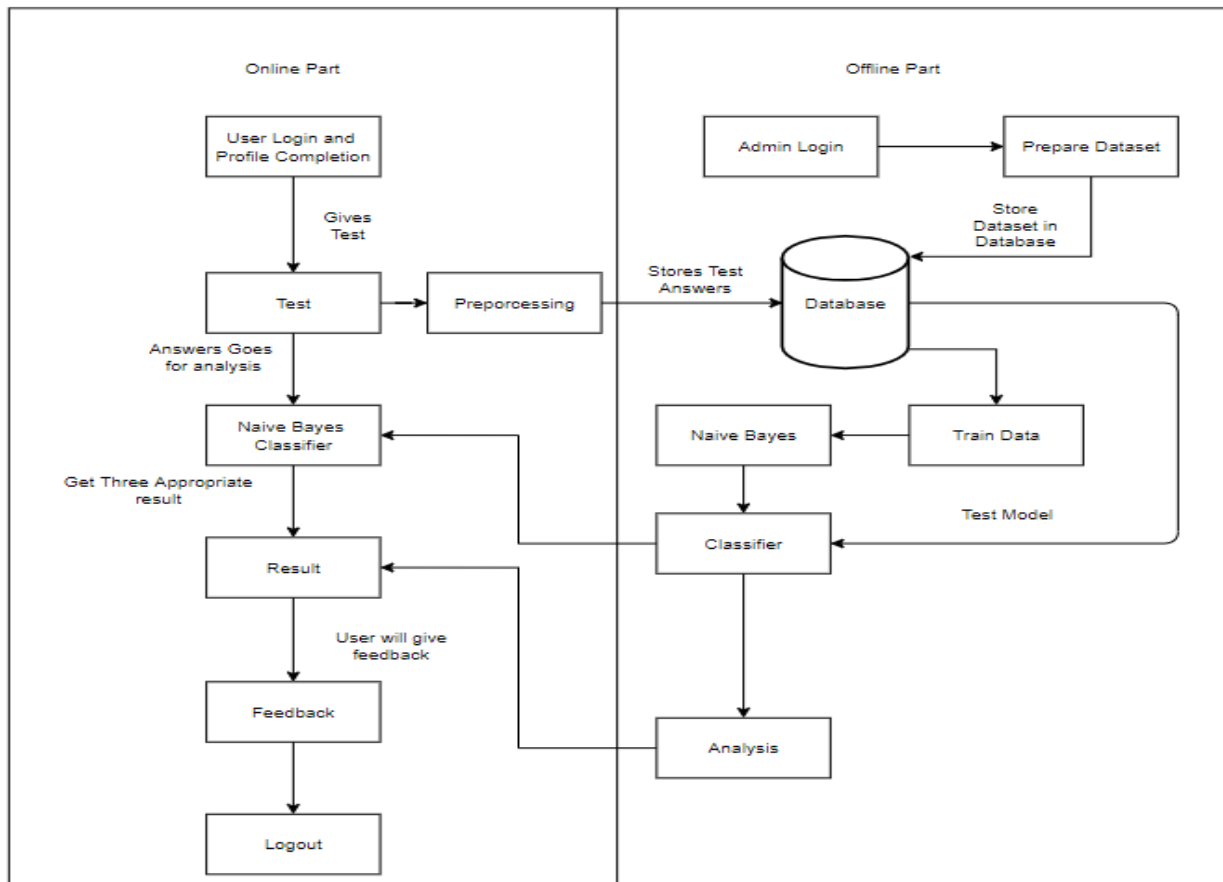 Online Part
User Login and
Profile Completion
Gives
Test
Test
Preporcessing
Answers Goes
for analysis
Naive Bayes
Classifier
Get Three Appropriate
result
Result
User will give
feedback
Feedback
Logout
Offline Part
Admin Login
Prepare Dataset
Store
Dataset in
Database
Stores Test
Answers
Database
Naive Bayes
Train Data
Test Model
Classifier
Analysis